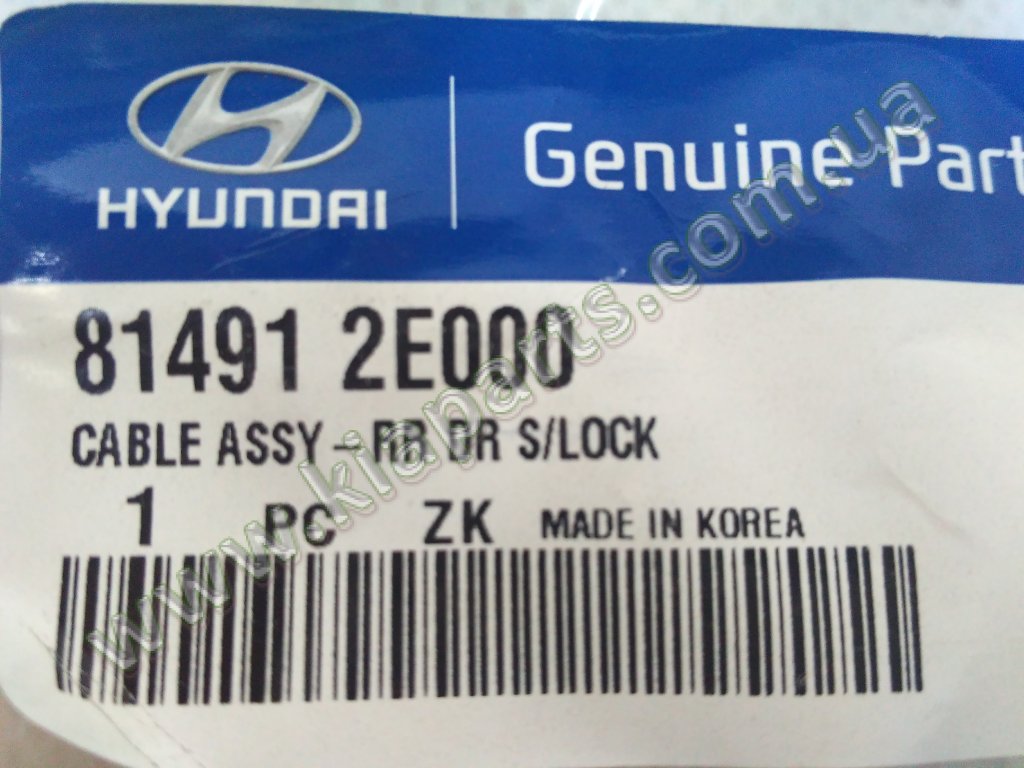 HYUNDAI
Genuine Part
81491 2E000
CABLE ASSY-RR DR S/LOCK
1 PC ZK MADE IN KOREA
www.kiaparts.com.ua